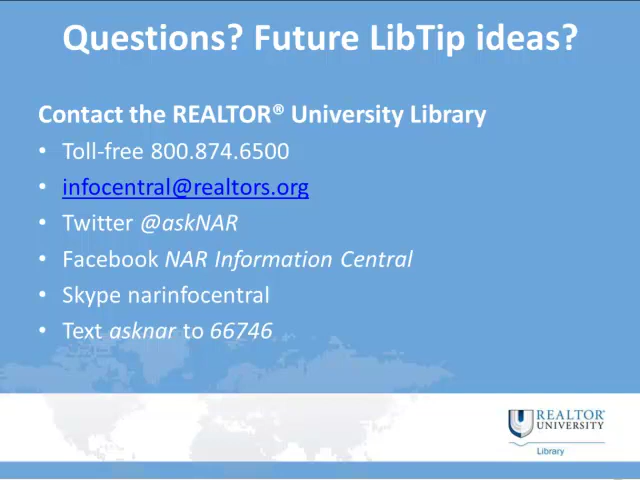 Questions? Future LibTip ideas?
Contact the REALTOR® University Library
• Toll-free 800.874.6500
• infocentral@realtors.org
• Twitter @askNAR
• Facebook NAR Information Central
• Skype narinfocentral
• Text asknar to 66746
REALTOR®
UNIVERSITY
Library